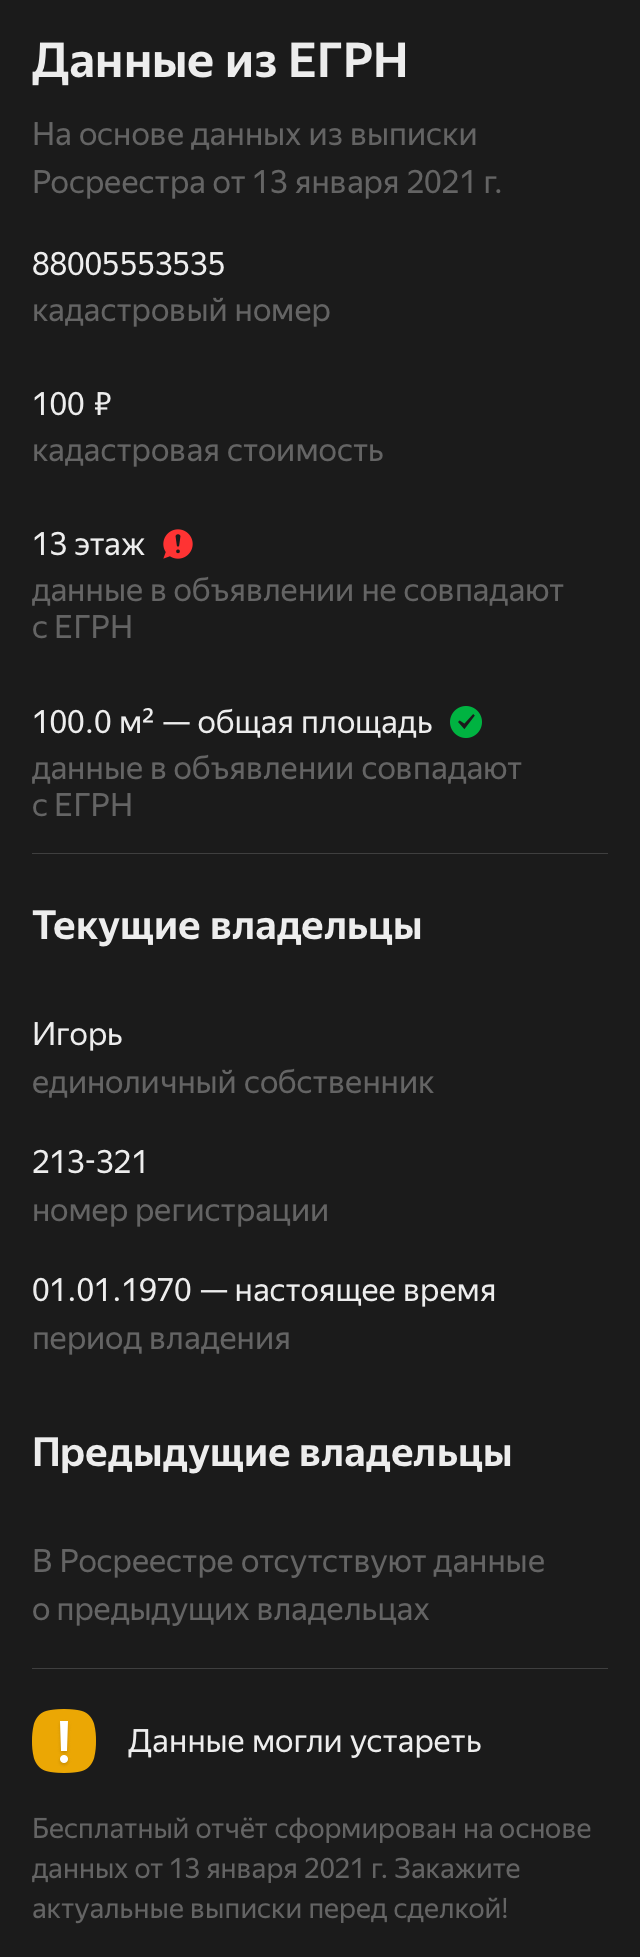 Данные из ЕГРН
На основе данных из выписки
Росреестра от 13 января 2021 г.
88005553535
кадастровый номер
100 ₽
кадастровая стоимость
13 этаж
данные в объявлении не совпадают
с ЕГРН
100.0 м² — общая площадь
данные в объявлении совпадают
с ЕГРН
Текущие владельцы
Игорь
единоличный собственник
213-321
номер регистрации
01.01.1970 — настоящее время
период владения
Предыдущие владельцы
В Росреестре отсутствуют данные
о предыдущих владельцах
Данные могли устареть
Бесплатный отчёт сформирован на основе
данных от 13 января 2021 г. Закажите
актуальные выписки перед сделкой!